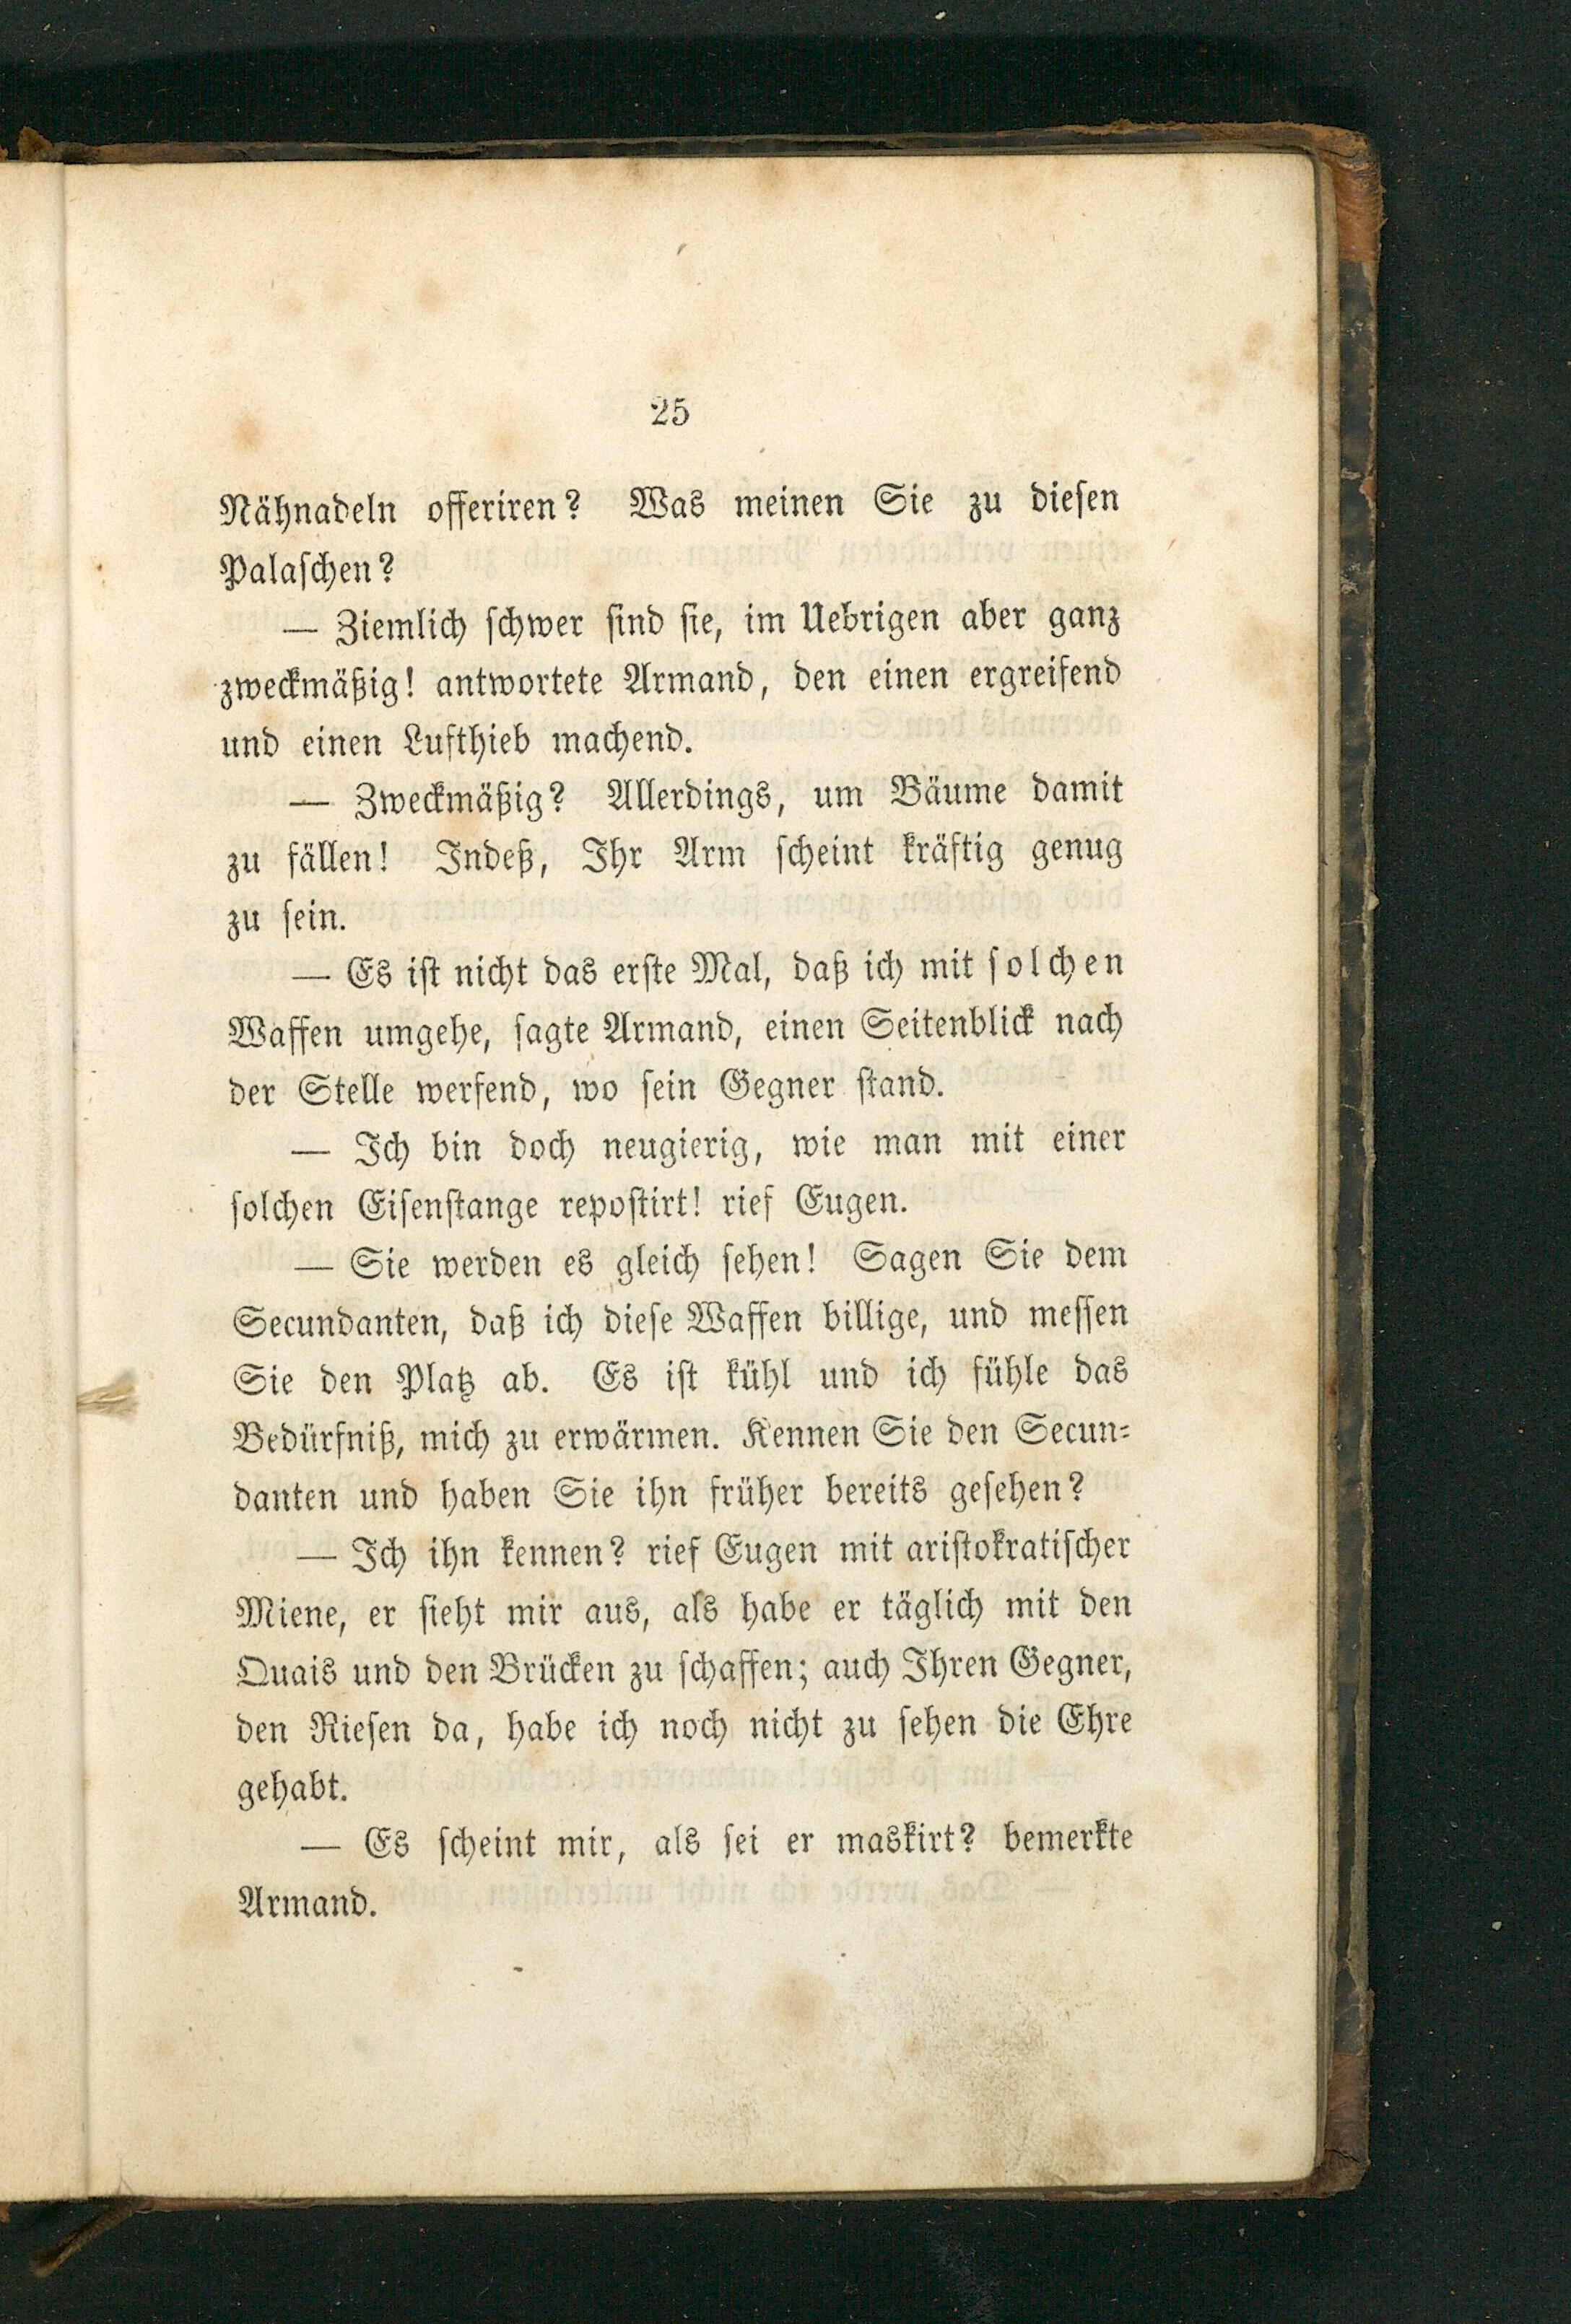 25
Nähnadeln offeriren? Was meinen Sie zu dieſen
Palaſchen?
— Ziemlich ſchwer ſind ſie, im Uebrigen aber ganz
zweckmäßig! antwortete Armand, den einen ergreifend
und einen Lufthieb machend.
— Zweckmäßig? Allerdings, um Bäume damit
zu fällen! Indeß, Ihr Arm ſcheint kräftig genug
zu ſein.
— Es iſt nicht das erſte Mal, daß ich mit ſolchen
Waffen umgehe, ſagte Armand, einen Seitenblick nach
der Stelle werfend, wo ſein Gegner ſtand.
— Ich bin doch neugierig, wie man mit einer
ſolchen Eiſenſtange repoſtirt! rief Eugen.
— Sie werden es gleich ſehen! Sagen Sie dem
Secundanten, daß ich dieſe Waffen billige, und meſſen
Sie den Platz ab. Es iſt kühl und ich fühle das
Bedürfniß, mich zu erwärmen. Kennen Sie den Secun-
danten und haben Sie ihn früher bereits geſehen?
— Ich ihn kennen? rief Eugen mit ariſtokratiſcher
Miene, er ſieht mir aus, als habe er täglich mit den
Quais und den Brücken zu ſchaffen; auch Ihren Gegner,
den Rieſen da, habe ich noch nicht zu ſehen die Ehre
gehabt.
— Es ſcheint mir, als ſei er maskirt? bemerkte
Armand.